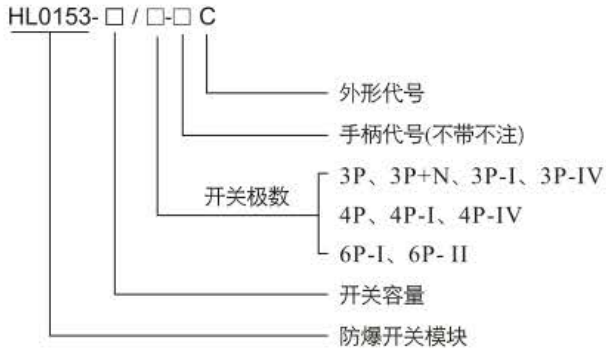 HL0153-□/□-□ C
外形代号
手柄代号(不带不注)
开关极数
3P、3P+N、3P-I、3P-IV
4P、4P-I、4P-IV
6P-I、6P- II
开关容量
防爆开关模块